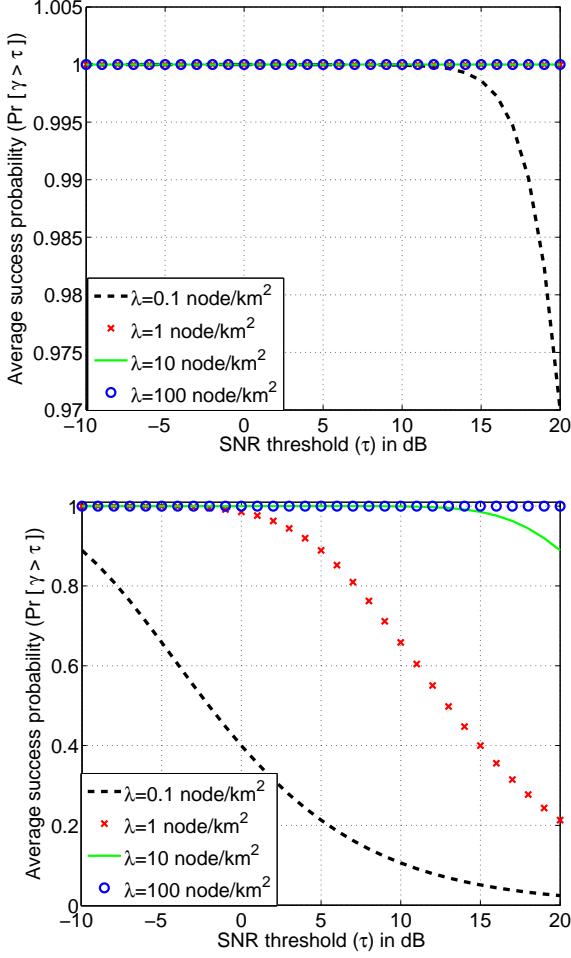 1.005
1
0.995
0.99
0.985
0.98
0.975
0.97
Average success probability (Pr [ γ > τ ])
λ=0.1 node/km²
λ=1 node/km²
λ=10 node/km²
λ=100 node/km²
−10 −5 0 5 10 15 20
SNR threshold (τ) in dB
1
0.8
0.6
0.4
0.2
0
Average success probability (Pr [ γ > τ ])
λ=0.1 node/km²
λ=1 node/km²
λ=10 node/km²
λ=100 node/km²
−10 −5 0 5 10 15 20
SNR threshold (τ) in dB